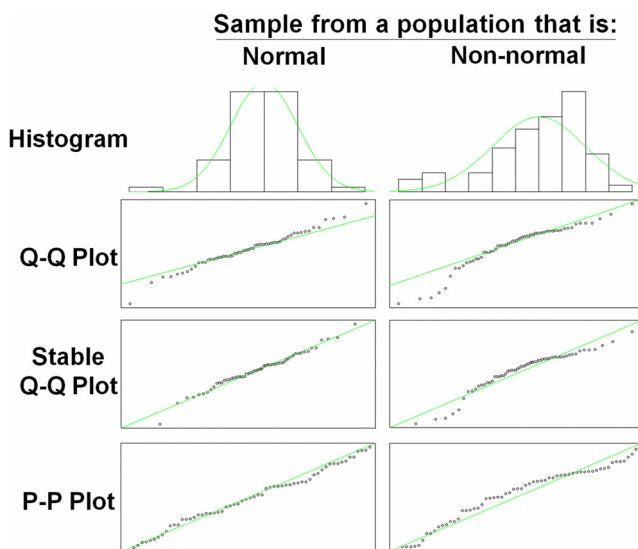 Sample from a population that is:
Normal Non-normal
Histogram
Q-Q Plot
Stable
Q-Q Plot
P-P Plot